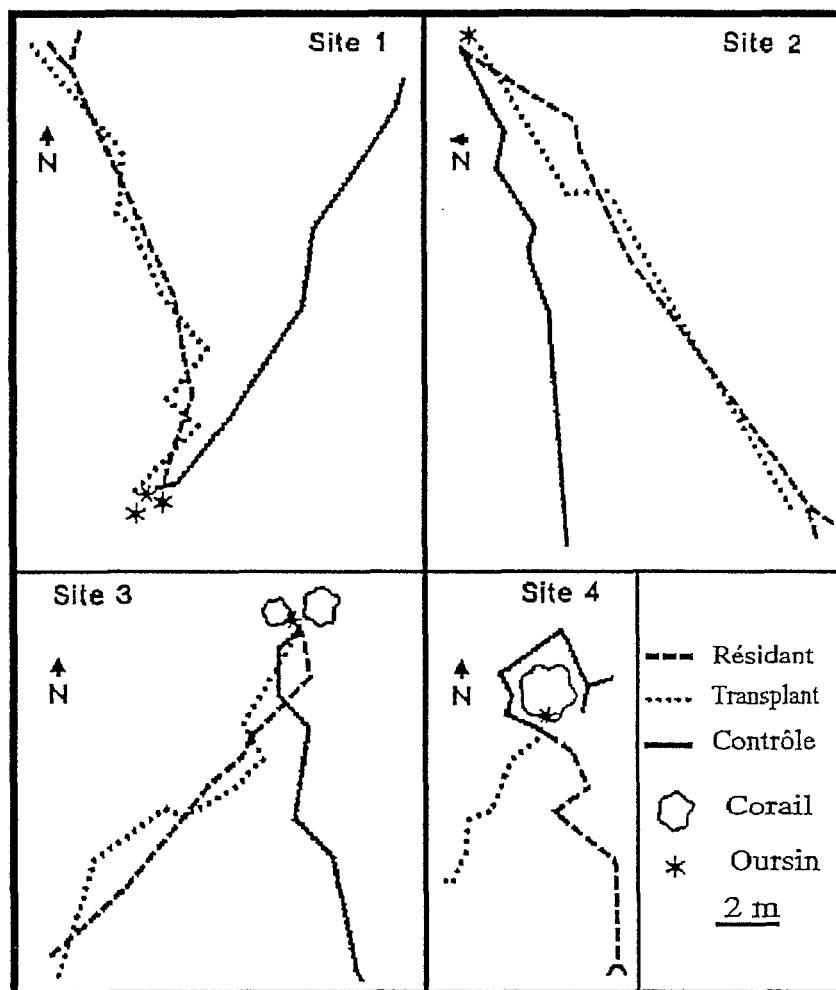 Site 1
N
Site 2
N
Site 3
N
Site 4
N
Résidant
Transplant
Contrôle
Corail
Oursin
2 m